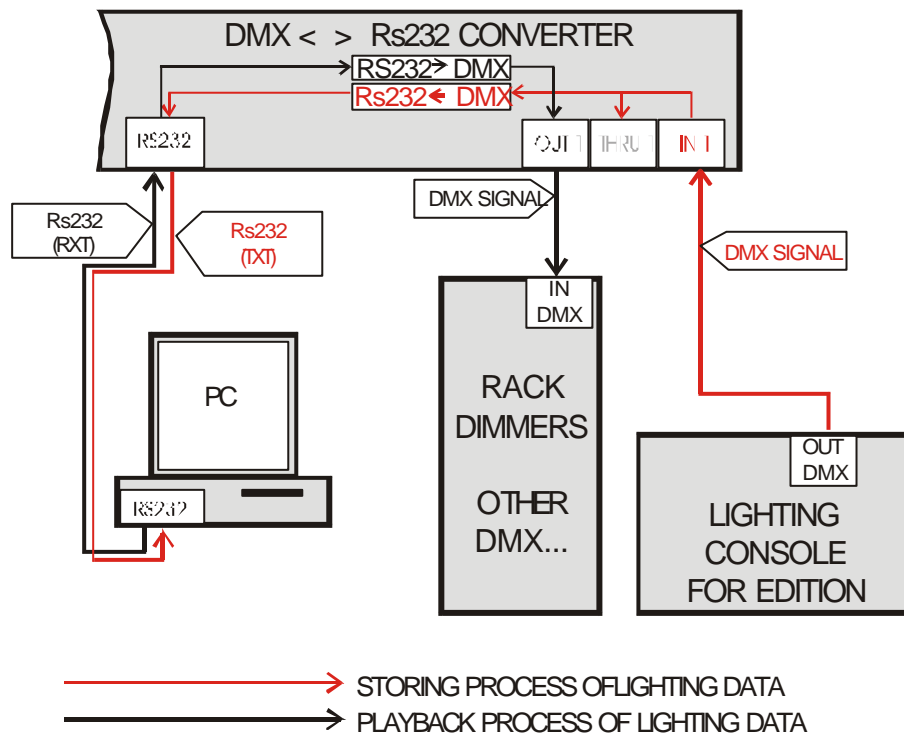 DMX < > Rs232 CONVERTER
RS232 DMX
Rs232 DMX
RS232
OUT
THRU
IN
Rs232
(RXT)
Rs232
(TXT)
DMX SIGNAL
DMX SIGNAL
IN
DMX
PC
RACK
DIMMERS
OTHER
DMX...
OUT
DMX
RS232
LIGHTING
CONSOLE
FOR EDITION
STORING PROCESS OFLIGHTING DATA
PLAYBACK PROCESS OF LIGHTING DATA